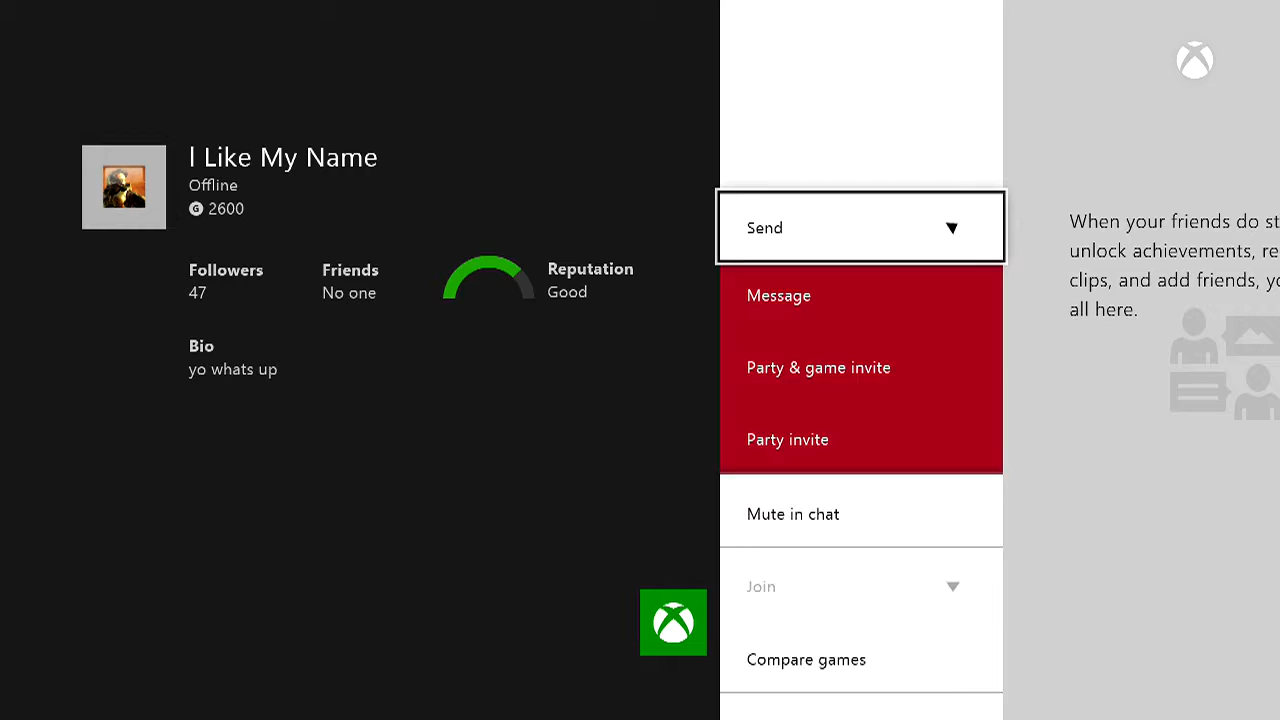 I Like My Name
Offline
G 2600
Followers
47
Friends
No one
Reputation
Good
Bio
yo whats up
Send
Message
Party & game invite
Party invite
Mute in chat
Join
Compare games
When your friends do st
unlock achievements, re
clips, and add friends, yo
all here.